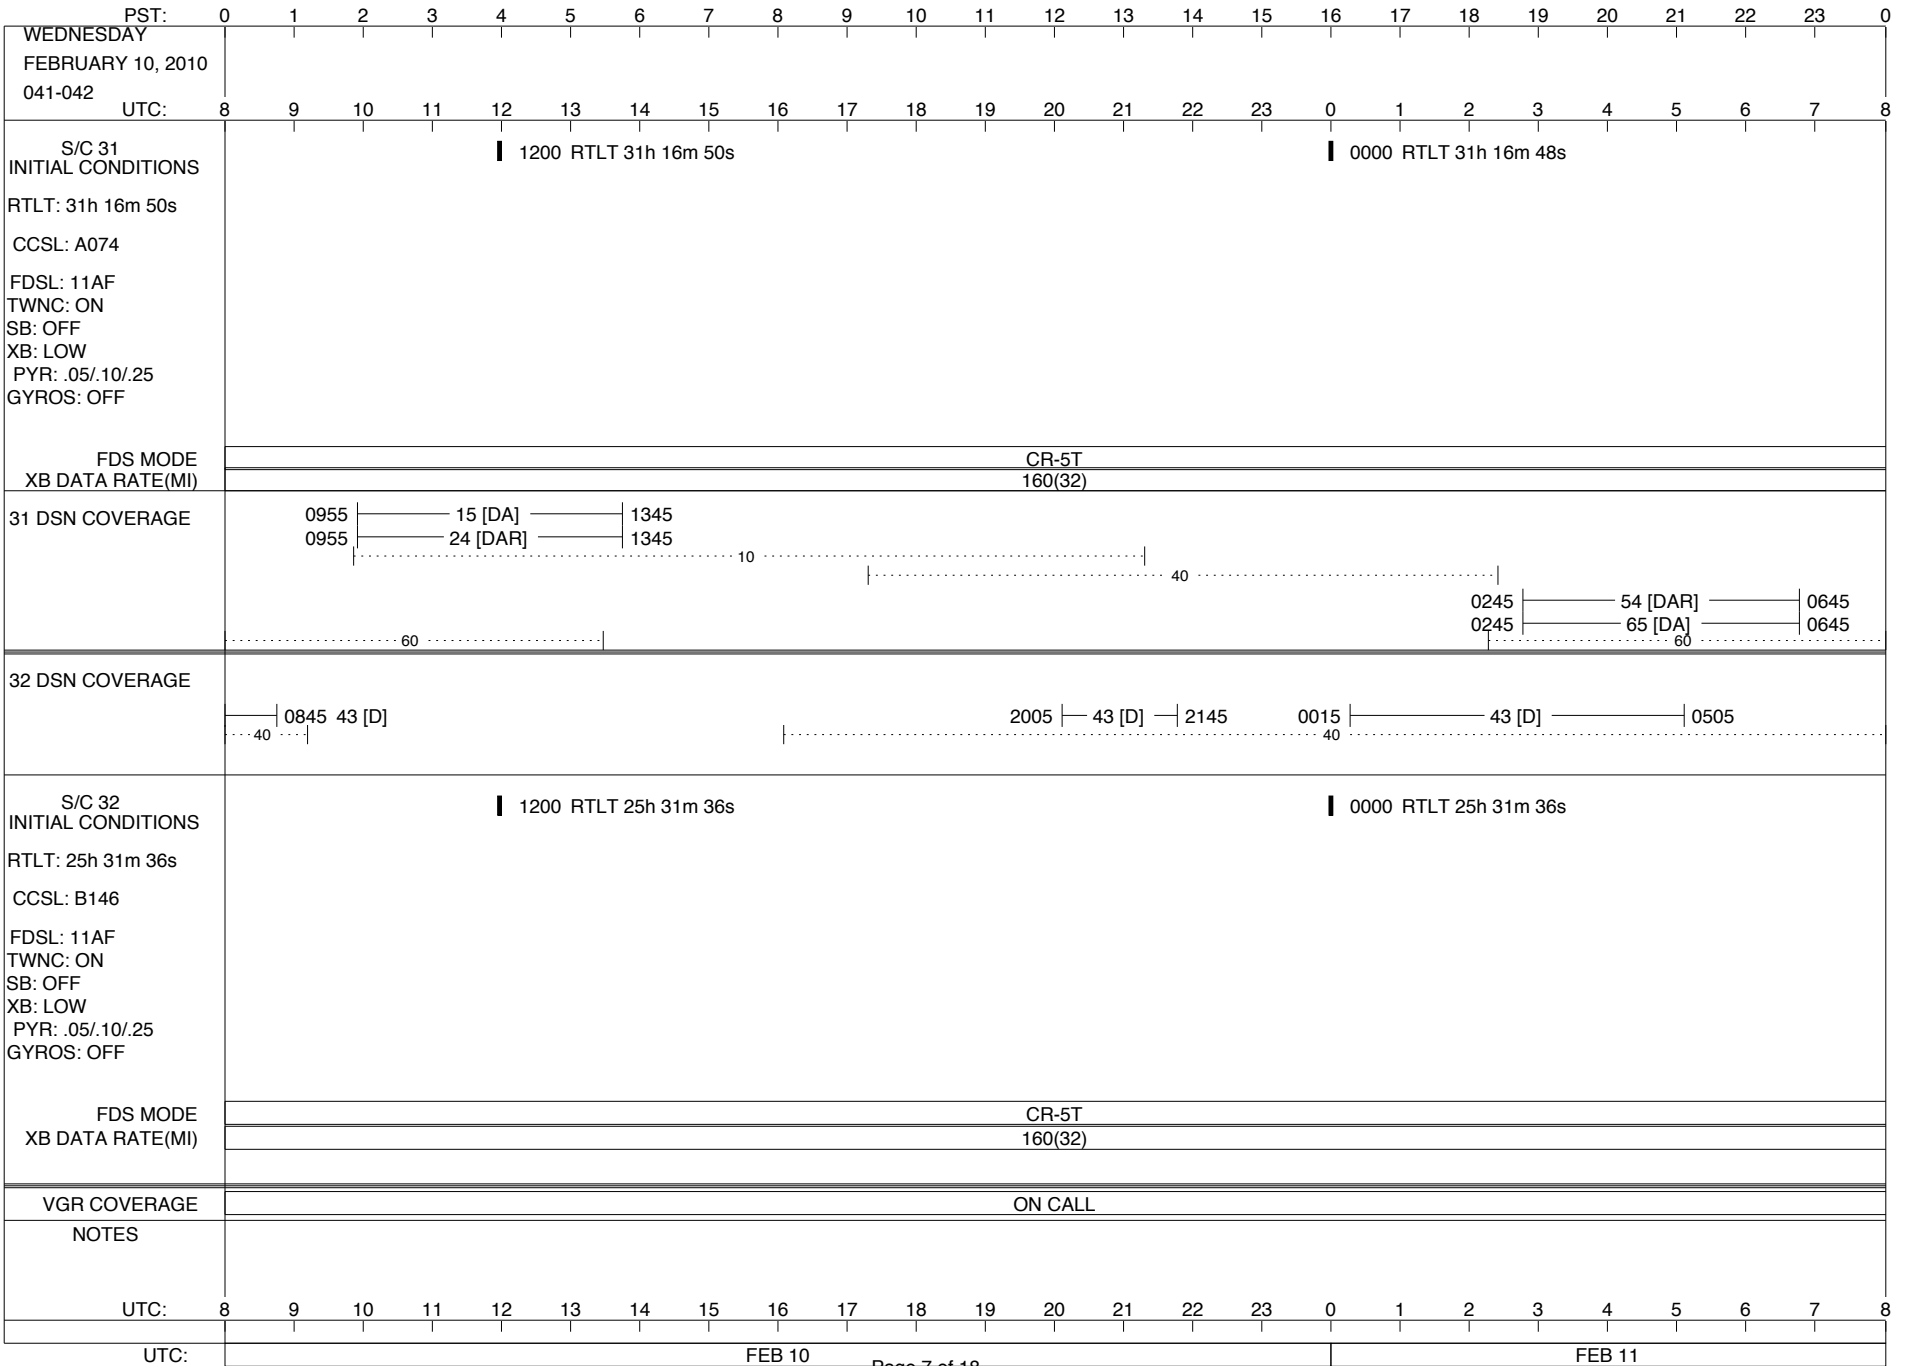 PST: 0 1 2 3 4 5 6 7 8 9 10 11 12 13 14 15 16 17 18 19 20 21 22 23 0
WEDNESDAY
FEBRUARY 10, 2010
041-042
UTC: 8 9 10 11 12 13 14 15 16 17 18 19 20 21 22 23 0 1 2 3 4 5 6 7 8
S/C 31
INITIAL CONDITIONS
1200 RTLT 31h 16m 50s
0000 RTLT 31h 16m 48s
RTLT: 31h 16m 50s
CCSL: A074
FDSL: 11AF
TWNC: ON
SB: OFF
XB: LOW
PYR: .05/.10/.25
GYROS: OFF
FDS MODE CR-5T
XB DATA RATE(MI) 160(32)
31 DSN COVERAGE
0955 15 [DA] 1345
0955 24 [DAR] 1345
10
40
0245 54 [DAR] 0645
0245 65 [DA] 0645
60 60
32 DSN COVERAGE
0845 43 [D] 2005 43 [D] 2145 0015 43 [D] 0505
40 40
S/C 32
INITIAL CONDITIONS
1200 RTLT 25h 31m 36s
0000 RTLT 25h 31m 36s
RTLT: 25h 31m 36s
CCSL: B146
FDSL: 11AF
TWNC: ON
SB: OFF
XB: LOW
PYR: .05/.10/.25
GYROS: OFF
FDS MODE CR-5T
XB DATA RATE(MI) 160(32)
VGR COVERAGE ON CALL
NOTES
UTC: 8 9 10 11 12 13 14 15 16 17 18 19 20 21 22 23 0 1 2 3 4 5 6 7 8
UTC: FEB 10 FEB 11
Page 7 of 18